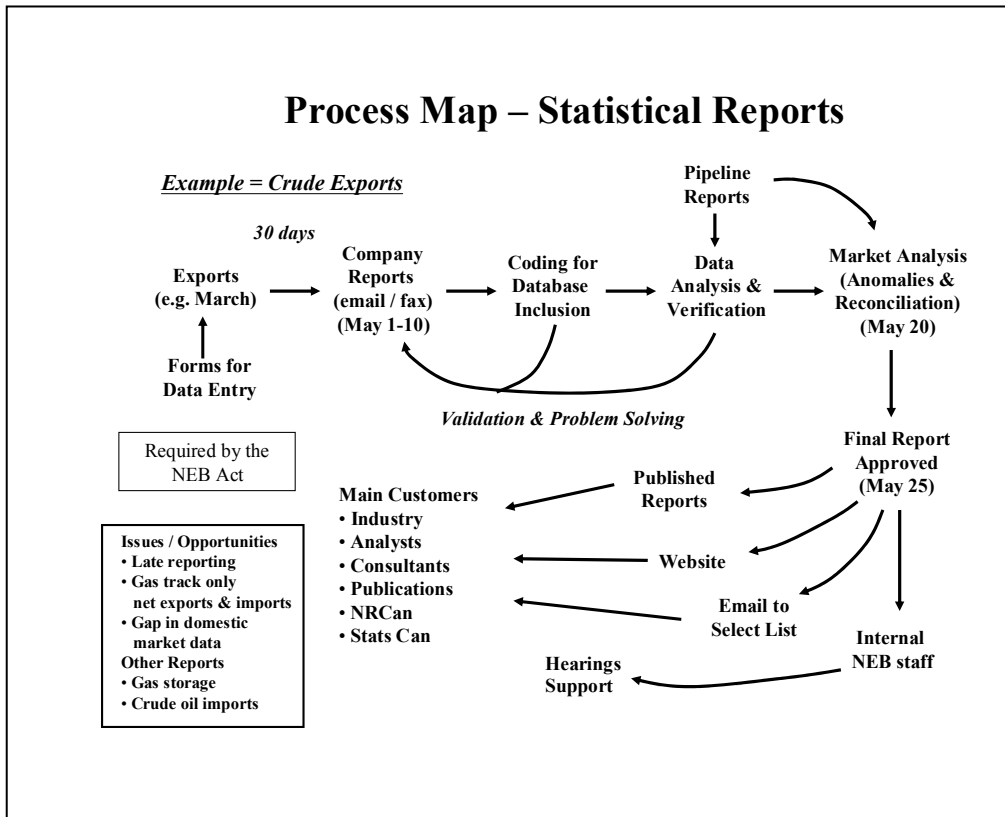 Process Map – Statistical Reports
Example = Crude Exports
30 days
Exports
(e.g. March)
Forms for
Data Entry
Company
Reports
(email / fax)
(May 1-10)
Coding for
Database
Inclusion
Pipeline
Reports
Data
Analysis &
Verification
Market Analysis
(Anomalies &
Reconciliation)
(May 20)
Validation & Problem Solving
Required by the
NEB Act
Final Report
Approved
(May 25)
Published
Reports
Website
Email to
Select List
Internal
NEB staff
Hearings
Support
Main Customers
• Industry
• Analysts
• Consultants
• Publications
• NRCan
• Stats Can
Issues / Opportunities
• Late reporting
• Gas track only
net exports & imports
• Gap in domestic
market data
Other Reports
• Gas storage
• Crude oil imports